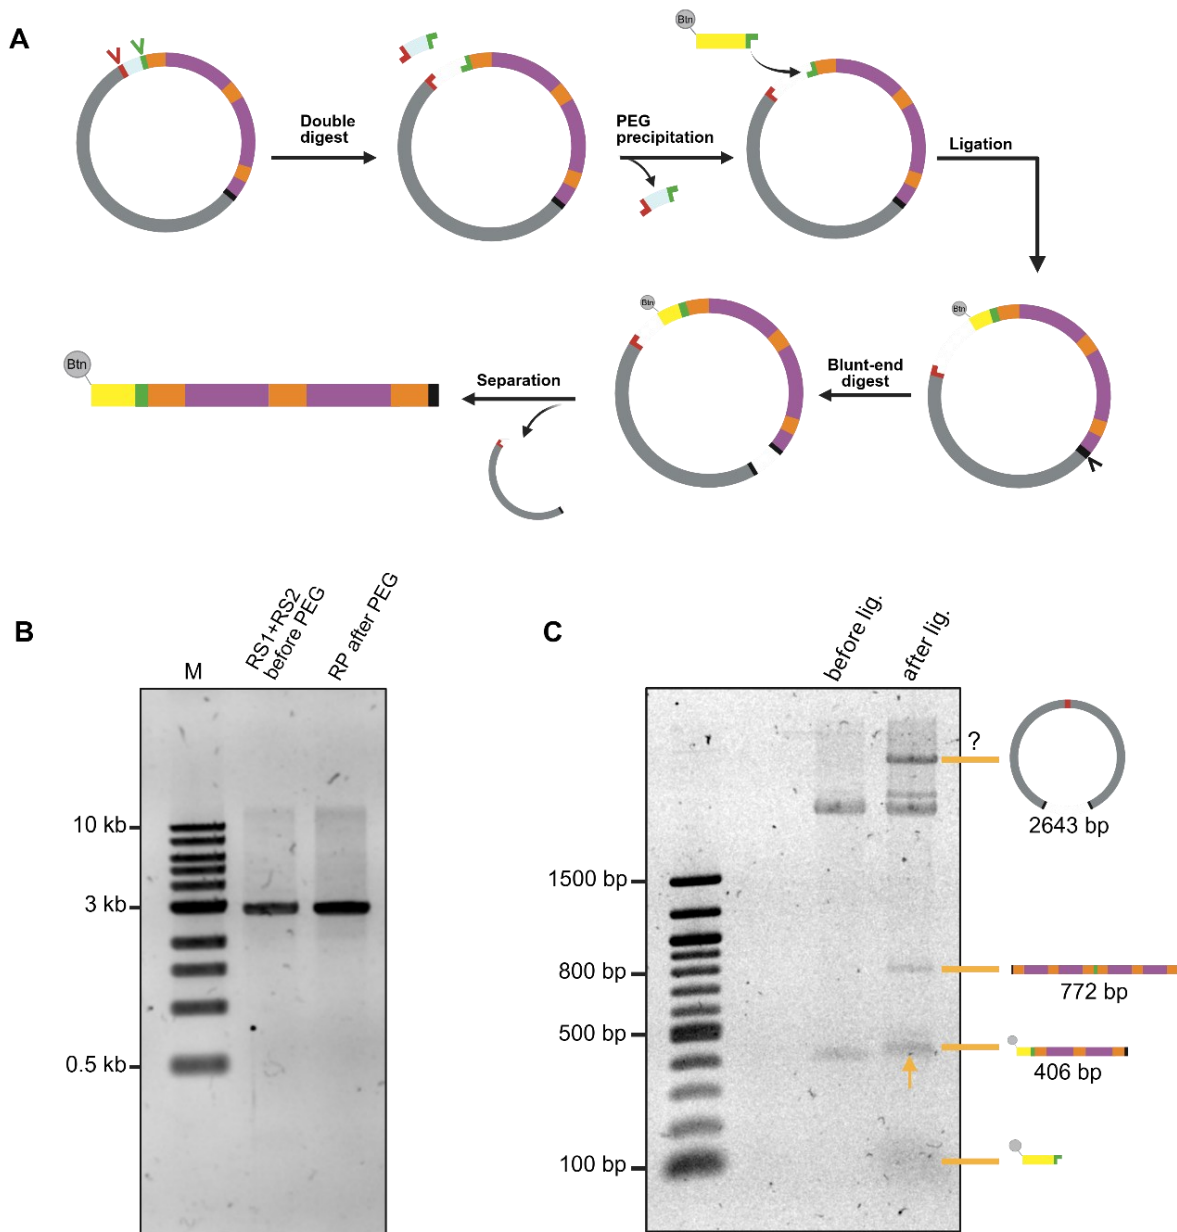 A
Btn
Double
digest
PEG
precipitation
Ligation
Btn
Btn
Btn
Separation
Blunt-end
digest
B
M
RS1+RS2
before PEG
RP after PEG
10 kb
3 kb
0.5 kb
C
before lig.
after lig.
?
2643 bp
1500 bp
800 bp
772 bp
500 bp
406 bp
100 bp